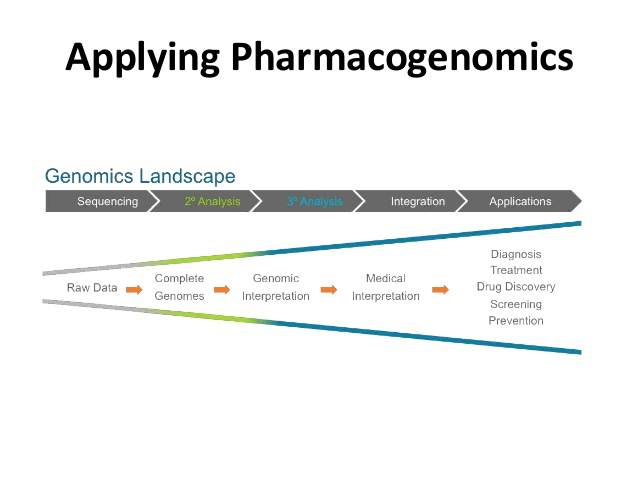 Applying Pharmacogenomics
Genomics Landscape
Sequencing 2º Analysis 3º Analysis Integration Applications
Raw Data
Complete
Genomes
Genomic
Interpretation
Medical
Interpretation
Diagnosis
Treatment
Drug Discovery
Screening
Prevention